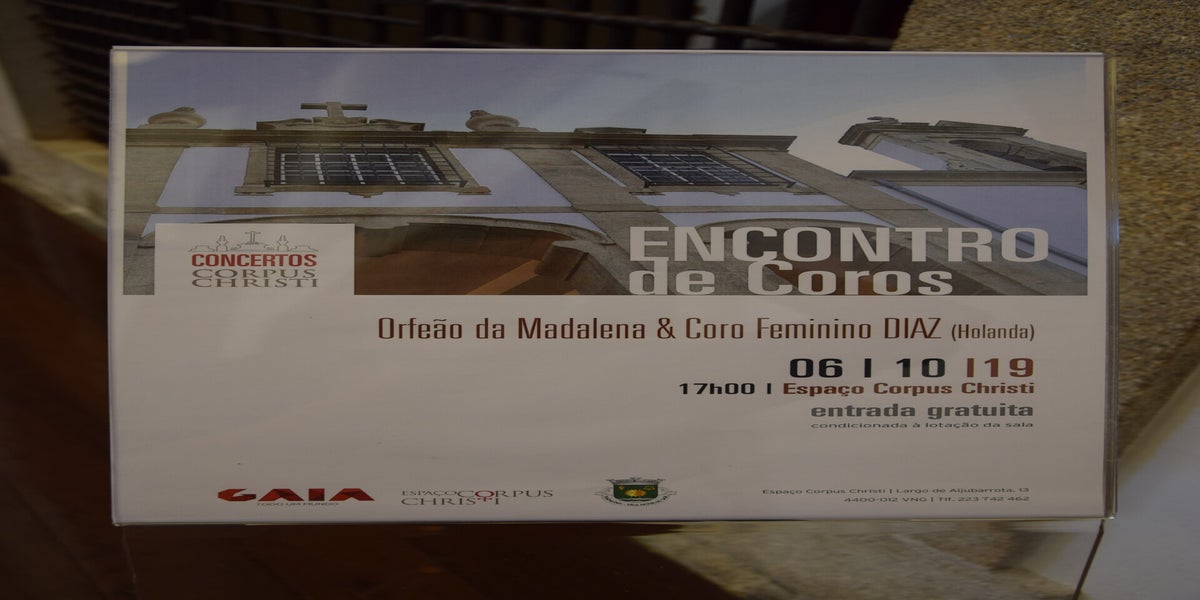 CONCERTOS
CORPUS
CHRISTI
ENCONTRO
de Coros
Orfeão da Madalena & Coro Feminino DIAZ (Holanda)
06 | 10 |19
17h00 | Espaço Corpus Christi
entrada gratuita
condicionada à lotação da sala
GAIA
TODO UM MUNDO
ESPAÇO CORPUS
CHRISTI
Espaço Corpus Christi | Largo de Aljubarrota, 13
4400-012 VNG | Tlf. 223 742 462